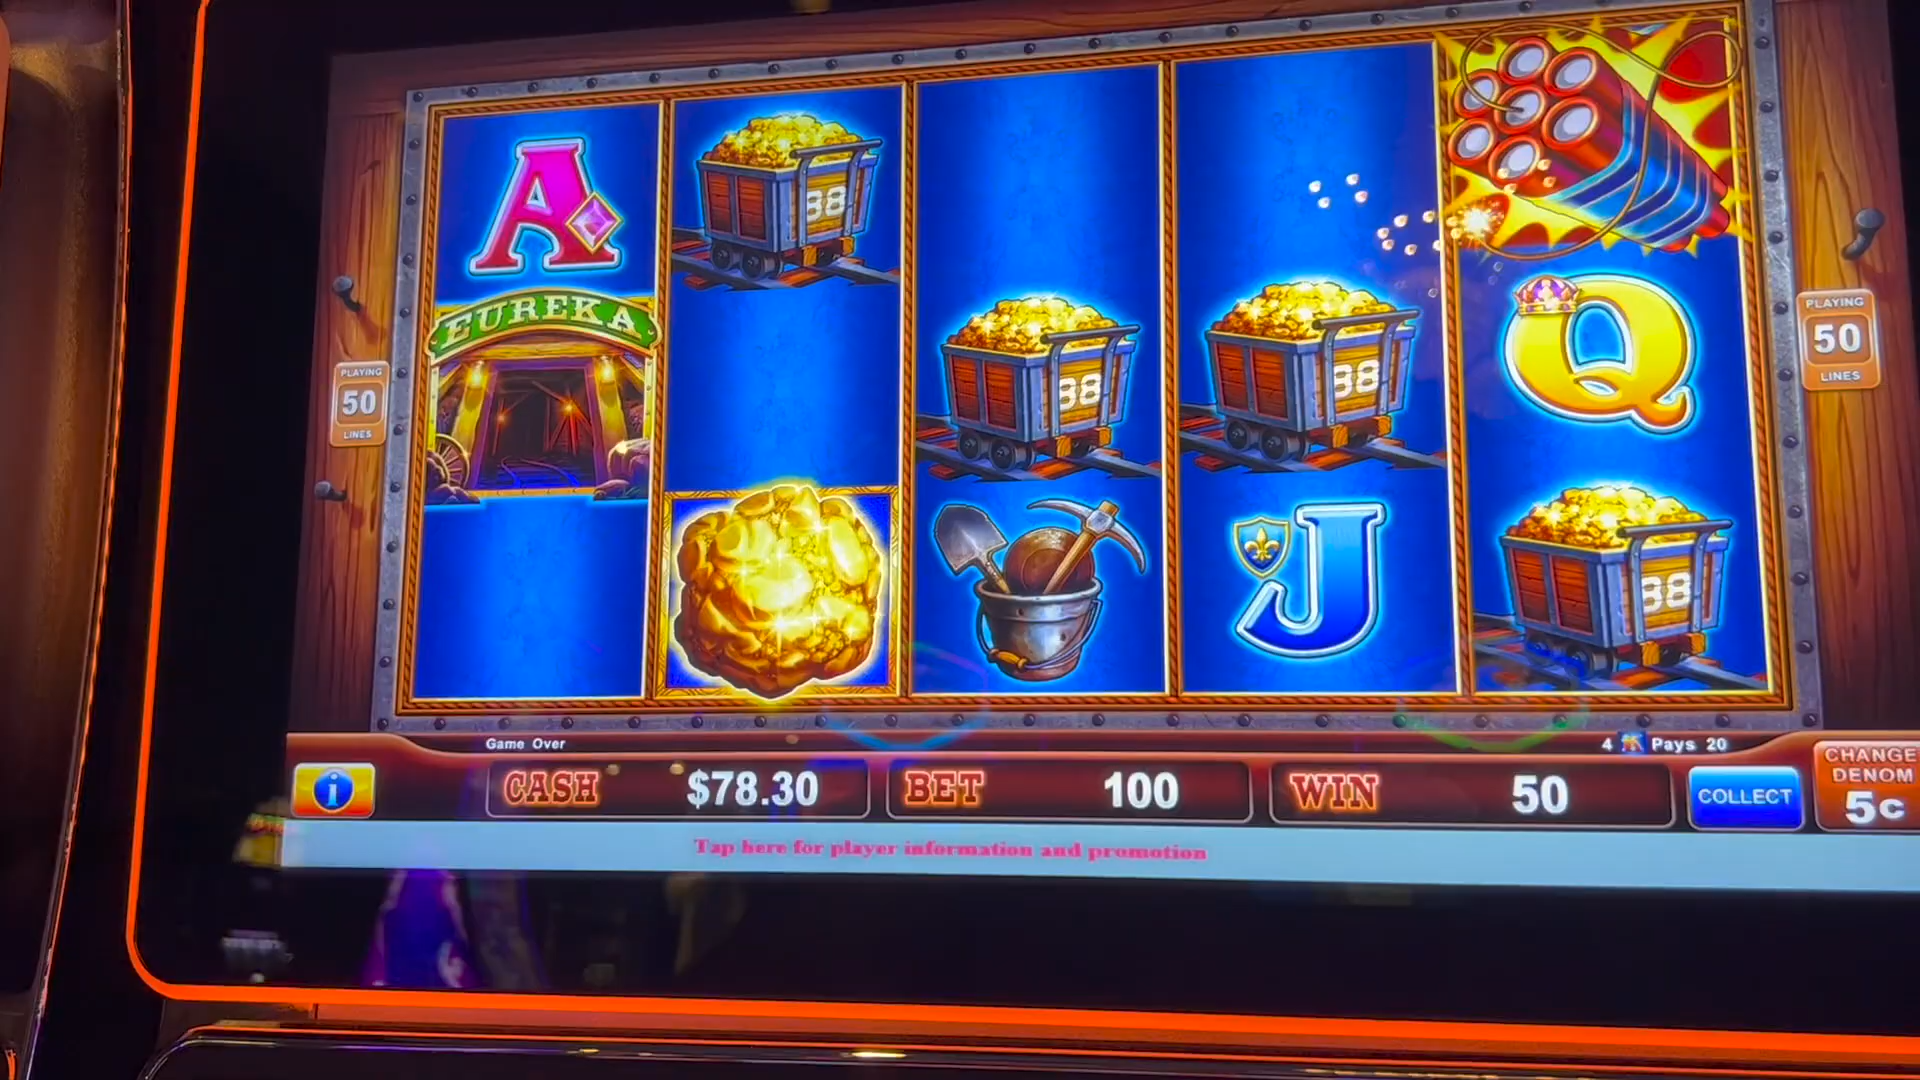 A
88
EUREKA
88
88
Q
PLAYING
50
LINES
PLAYING
50
LINES
J
88
Game Over
4 Pays 20
CASH $78.30
BET 100
WIN 50
COLLECT
CHANGE
DENOM
5c
i
Tap here for player information and promotion